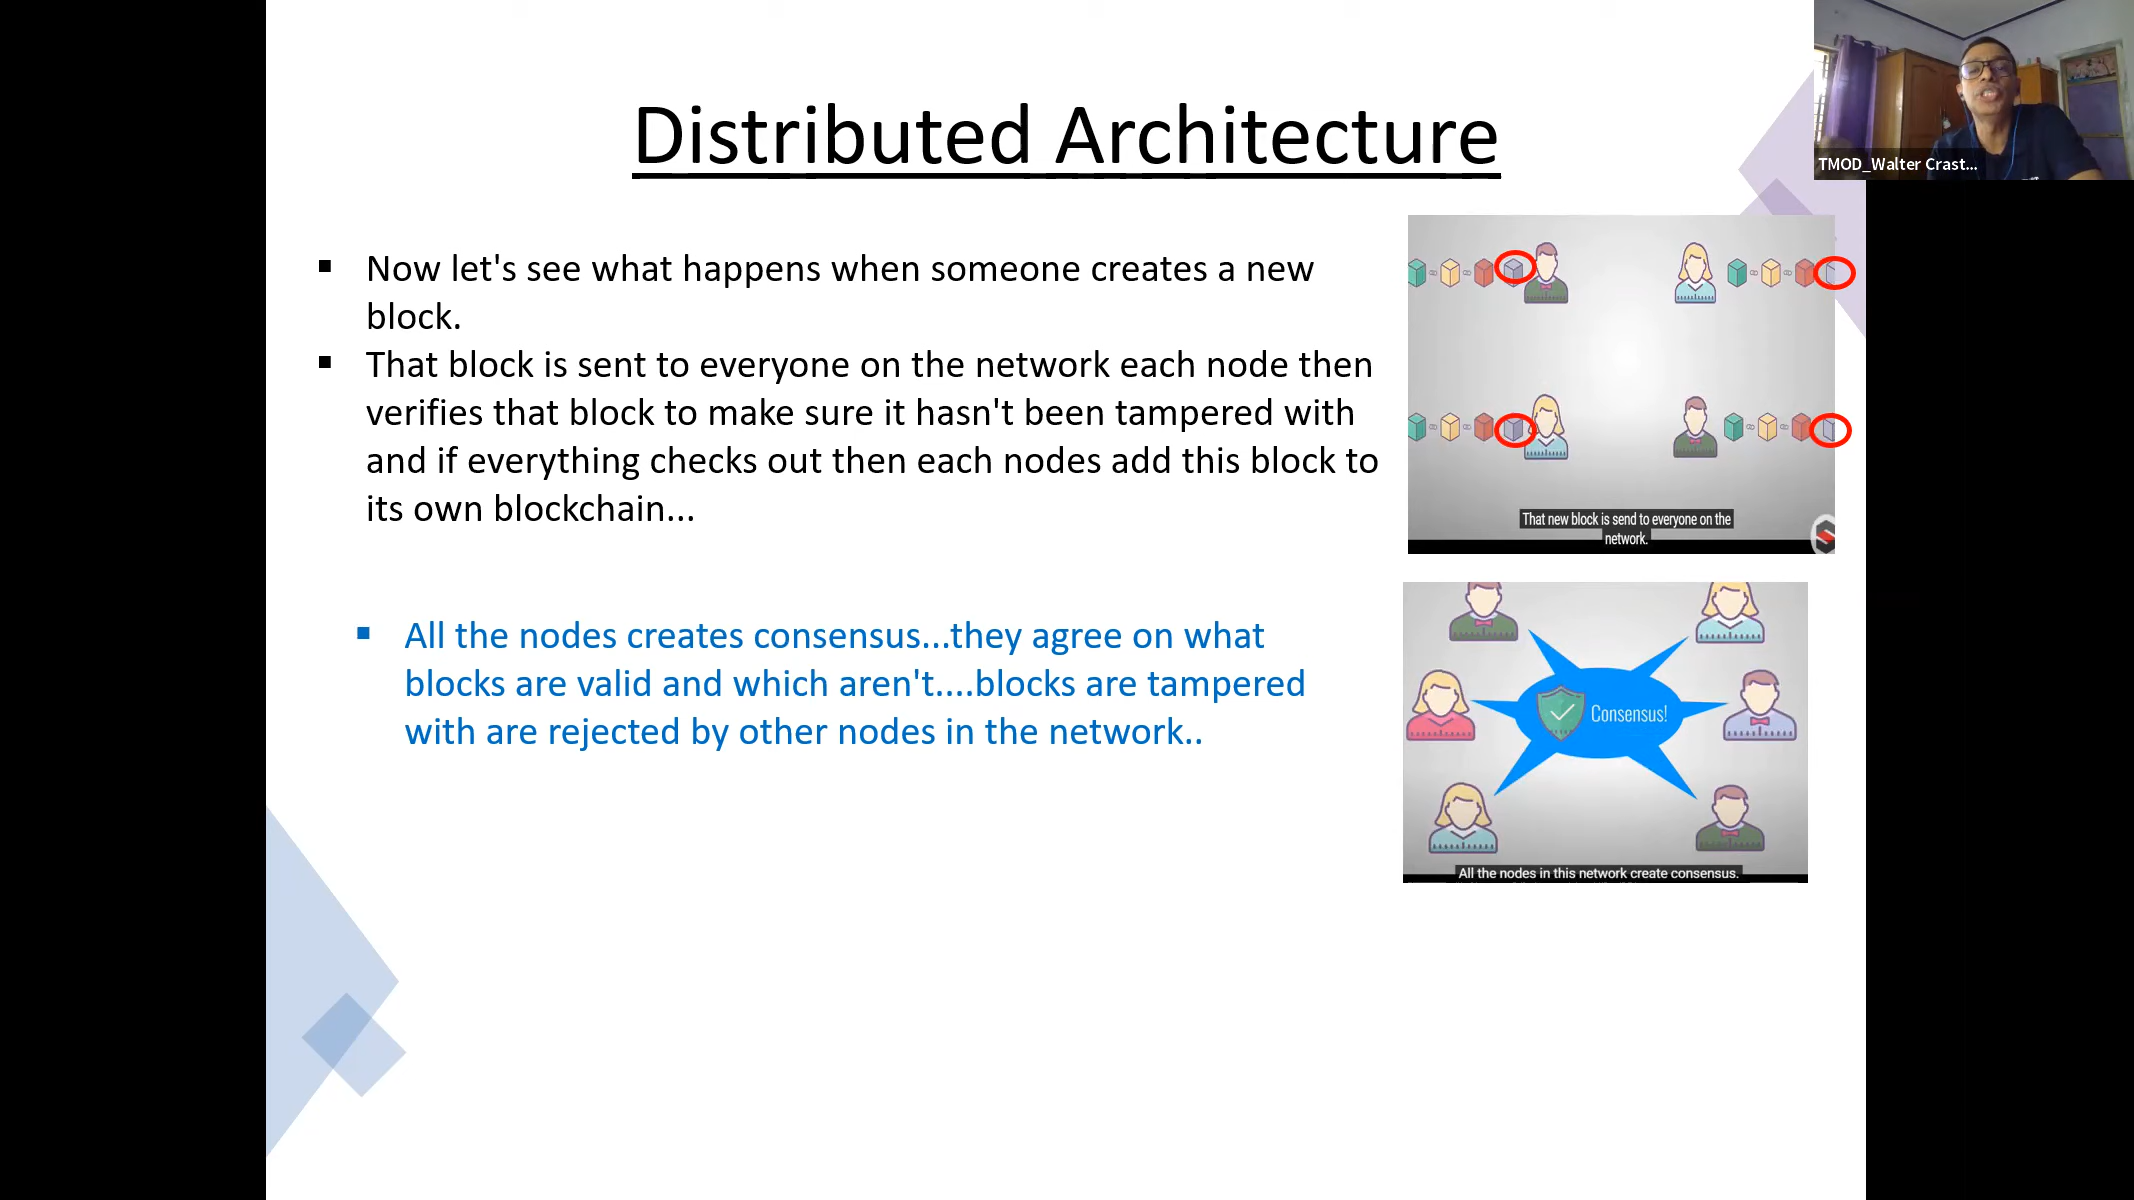 Distributed Architecture
TMOD_Walter Crast...
Now let's see what happens when someone creates a new
block.
That block is sent to everyone on the network each node then
verifies that block to make sure it hasn't been tampered with
and if everything checks out then each nodes add this block to
its own blockchain...
That new block is send to everyone on the
network.
All the nodes creates consensus...they agree on what
blocks are valid and which aren't....blocks are tampered
with are rejected by other nodes in the network..
Consensus!
All the nodes in this network create consensus.